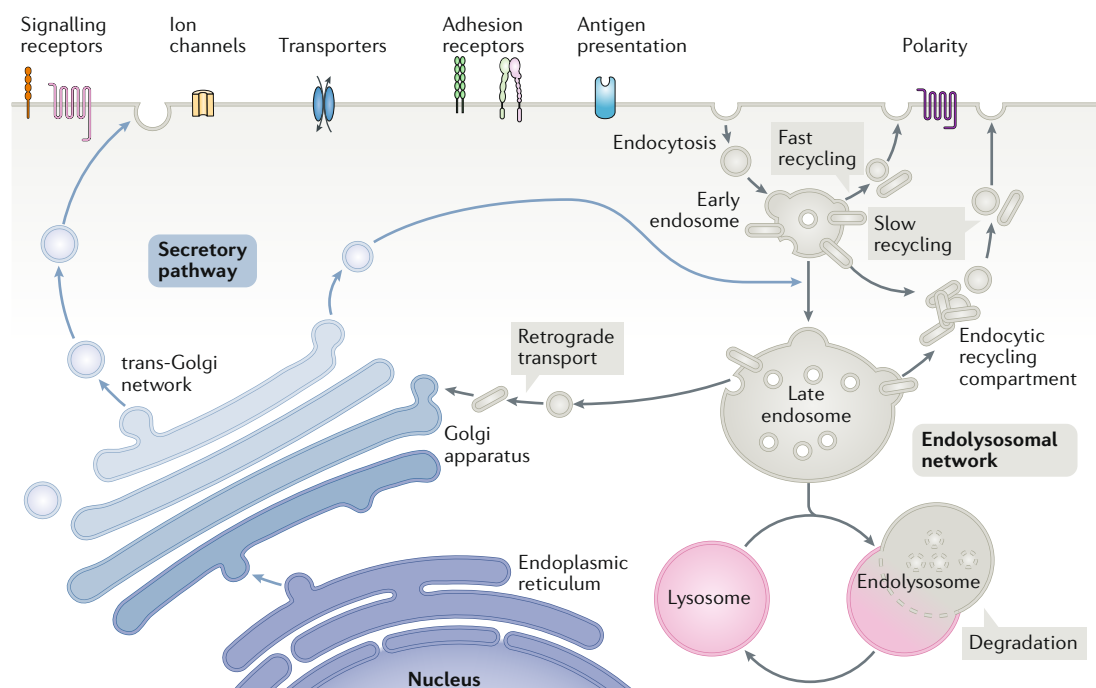 Signalling
receptors
Ion
channels
Transporters
Adhesion
receptors
Antigen
presentation
Polarity
Endocytosis
Fast
recycling
Early
endosome
Slow
recycling
Secretory
pathway
Retrograde
transport
trans-Golgi
network
Endocytic
recycling
compartment
Late
endosome
Golgi
apparatus
Endolysosomal
network
Endoplasmic
reticulum
Lysosome
Endolysosome
Degradation
Nucleus